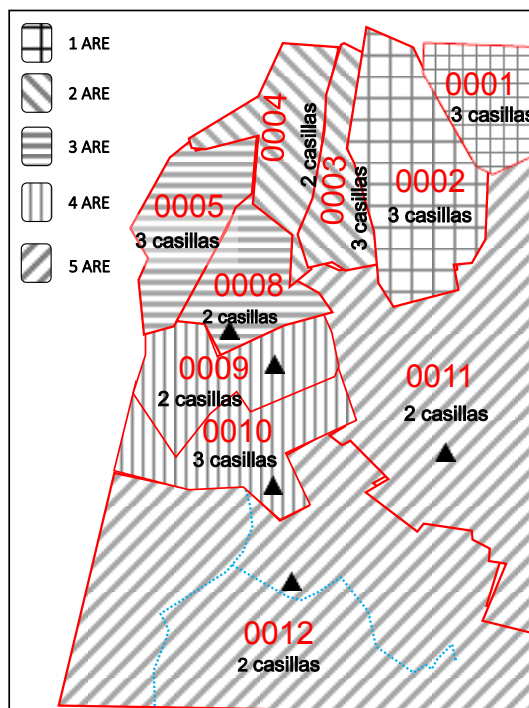 1 ARE
2 ARE
3 ARE
4 ARE
5 ARE
0001
3 casillas
0002
3 casillas
0003
3 casillas
0004
2 casillas
0005
3 casillas
0008
2 casillas
0009
2 casillas
0010
3 casillas
0011
2 casillas
0012
2 casillas